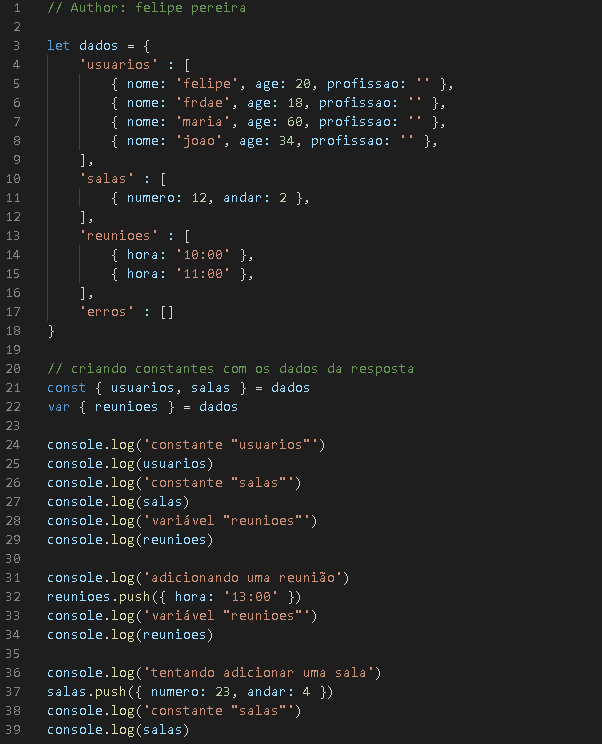 1 // Author: felipe pereira
2
3 let dados = {
4     'usuarios' : [
5         { nome: 'felipe', age: 20, profissao: '' },
6         { nome: 'frdae', age: 18, profissao: '' },
7         { nome: 'maria', age: 60, profissao: '' },
8         { nome: 'joao', age: 34, profissao: '' },
9     ],
10     'salas' : [
11         { numero: 12, andar: 2 },
12     ],
13     'reunioes' : [
14         { hora: '10:00' },
15         { hora: '11:00' },
16     ],
17     'erros' : []
18 }
19
20 // criando constantes com os dados da resposta
21 const { usuarios, salas } = dados
22 var { reunioes } = dados
23
24 console.log('constante "usuarios"')
25 console.log(usuarios)
26 console.log('constante "salas"')
27 console.log(salas)
28 console.log('variável "reunioes"')
29 console.log(reunioes)
30
31 console.log('adicionando uma reunião')
32 reunioes.push({ hora: '13:00' })
33 console.log('variável "reunioes"')
34 console.log(reunioes)
35
36 console.log('tentando adicionar uma sala')
37 salas.push({ numero: 23, andar: 4 })
38 console.log('constante "salas"')
39 console.log(salas)